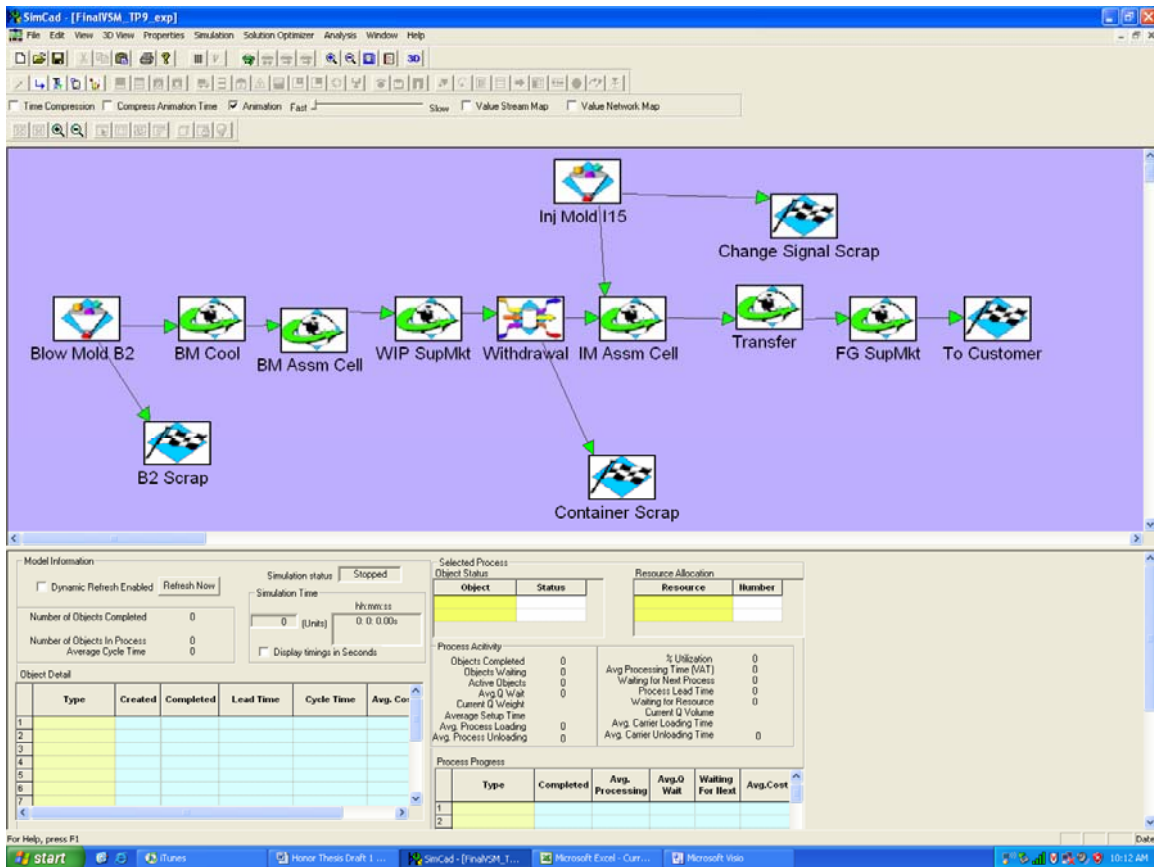 SimCad - [FinalVSM_TP9_exp]
File Edit View 3D View Properties Simulation Solution Optimizer Analysis Window Help
3D
Time Compression Compress Animation Time Animation Fast Slow Value Stream Map Value Network Map
Inj Mold I15
Change Signal Scrap
Blow Mold B2 BM Cool BM Assm Cell WIP SupMkt Withdrawal IM Assm Cell Transfer FG SupMkt To Customer
B2 Scrap
Container Scrap
Model Information
Dynamic Refresh Enabled Refresh Now
Simulation status Stopped
Number of Objects Completed 0
Number of Objects In Process 0
Average Cycle Time 0
Simulation Time
hh:mm:ss
0 (Units) 0: 0: 0.00s
Display timings in Seconds
Object Detail
Type Created Completed Lead Time Cycle Time Avg. Co
1
2
3
4
5
6
7
Selected Process
Object Status
Object Status
Resource Allocation
Resource Number
Process Acitivity
Objects Completed 0
Objects Waiting 0
Active Objects 0
Avg.Q Wait 0
Current Q Weight
Average Setup Time
Avg. Process Loading 0
Avg. Process Unloading 0
% Utilization 0
Avg Processing Time (VAT) 0
Waiting for Next Process 0
Process Lead Time 0
Waiting for Resource 0
Current Q Volume
Avg. Carrier Loading Time
Avg. Carrier Unloading Time 0
Process Progress
Type Completed Avg. Processing Avg.Q Wait Waiting For Next Avg.Cost
1
2
For Help, press F1
Date
start iTunes Honor Thesis Draft 1 ... SimCad - [FinalVSM_T... Microsoft Excel - Curr... Microsoft Visio 10:12 AM